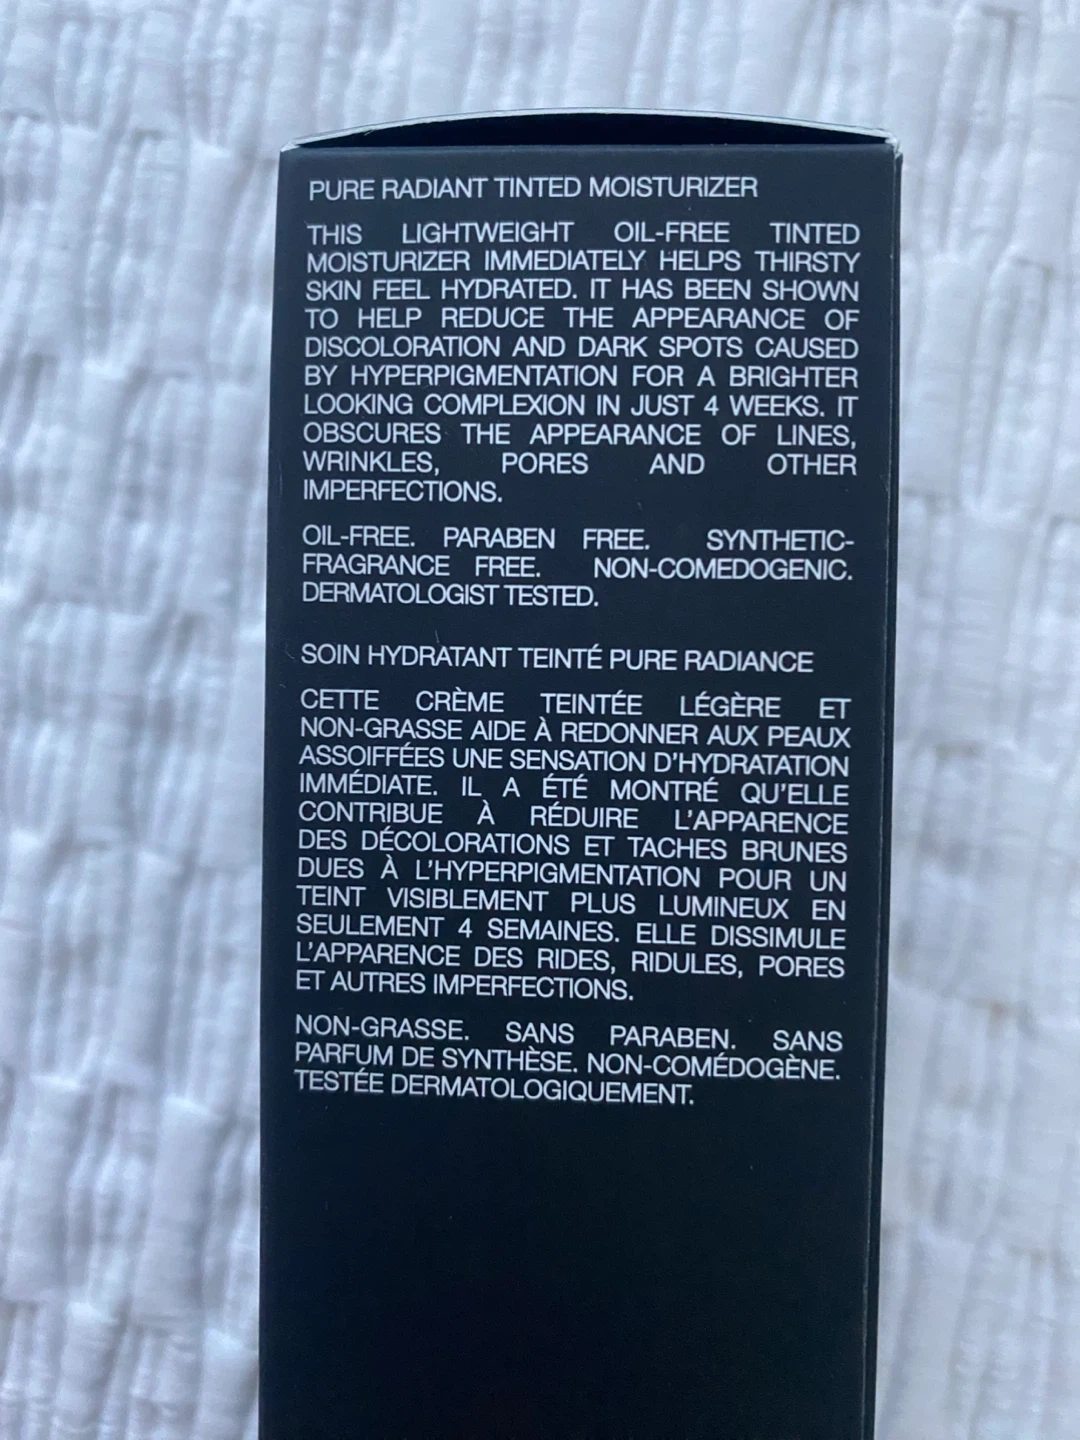 PURE RADIANT TINTED MOISTURIZER
THIS LIGHTWEIGHT OIL-FREE TINTED
MOISTURIZER IMMEDIATELY HELPS THIRSTY
SKIN FEEL HYDRATED. IT HAS BEEN SHOWN
TO HELP REDUCE THE APPEARANCE OF
DISCOLORATION AND DARK SPOTS CAUSED
BY HYPERPIGMENTATION FOR A BRIGHTER
LOOKING COMPLEXION IN JUST 4 WEEKS. IT
OBSCURES THE APPEARANCE OF LINES,
WRINKLES, PORES AND OTHER
IMPERFECTIONS.
OIL-FREE. PARABEN FREE. SYNTHETIC-
FRAGRANCE FREE. NON-COMEDOGENIC.
DERMATOLOGIST TESTED.
SOIN HYDRATANT TEINTÉ PURE RADIANCE
CETTE CRÈME TEINTÉE LÉGÈRE ET
NON-GRASSE AIDE À REDONNER AUX PEAUX
ASSOIFFÉES UNE SENSATION D'HYDRATATION
IMMÉDIATE. IL A ÉTÉ MONTRÉ QU'ELLE
CONTRIBUE À RÉDUIRE L'APPARENCE
DES DÉCOLORATIONS ET TACHES BRUNES
DUES À L'HYPERPIGMENTATION POUR UN
TEINT VISIBLEMENT PLUS LUMINEUX EN
SEULEMENT 4 SEMAINES. ELLE DISSIMULE
L'APPARENCE DES RIDES, RIDULES, PORES
ET AUTRES IMPERFECTIONS.
NON-GRASSE. SANS PARABEN. SANS
PARFUM DE SYNTHÈSE. NON-COMÉDOGÈNE.
TESTÉE DERMATOLOGIQUEMENT.